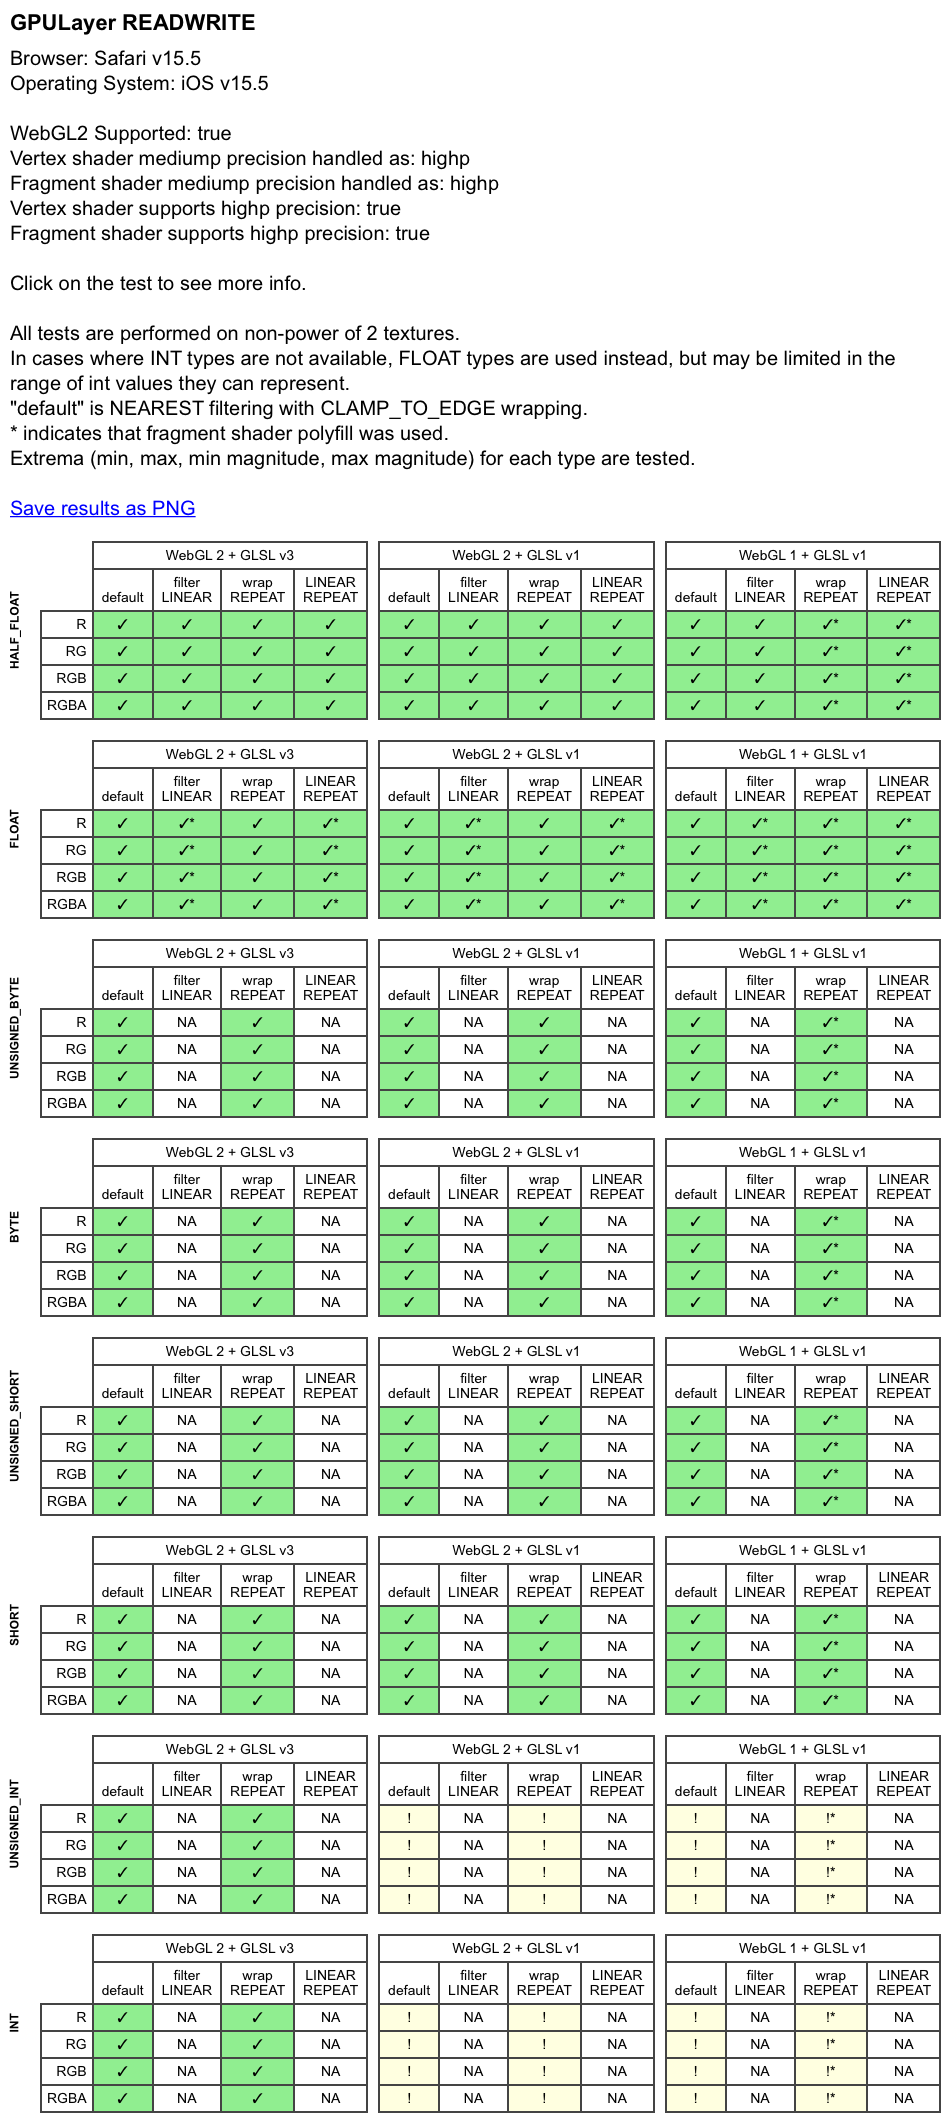 GPULayer READWRITE
Browser: Safari v15.5
Operating System: iOS v15.5
WebGL2 Supported: true
Vertex shader mediump precision handled as: highp
Fragment shader mediump precision handled as: highp
Vertex shader supports highp precision: true
Fragment shader supports highp precision: true
Click on the test to see more info.
All tests are performed on non-power of 2 textures.
In cases where INT types are not available, FLOAT types are used instead, but may be limited in the
range of int values they can represent.
"default" is NEAREST filtering with CLAMP_TO_EDGE wrapping.
* indicates that fragment shader polyfill was used.
Extrema (min, max, min magnitude, max magnitude) for each type are tested.
Save results as PNG
HALF_FLOAT
WebGL 2 + GLSL v3 WebGL 2 + GLSL v1 WebGL 1 + GLSL v1
filter wrap LINEAR filter wrap LINEAR filter wrap LINEAR
default LINEAR REPEAT REPEAT default LINEAR REPEAT REPEAT default LINEAR REPEAT REPEAT
R ✓ ✓ ✓ ✓ ✓ ✓ ✓ ✓ ✓ ✓ ✓* ✓*
RG ✓ ✓ ✓ ✓ ✓ ✓ ✓ ✓ ✓ ✓ ✓* ✓*
RGB ✓ ✓ ✓ ✓ ✓ ✓ ✓ ✓ ✓ ✓ ✓* ✓*
RGBA ✓ ✓ ✓ ✓ ✓ ✓ ✓ ✓ ✓ ✓ ✓* ✓*
FLOAT
WebGL 2 + GLSL v3 WebGL 2 + GLSL v1 WebGL 1 + GLSL v1
filter wrap LINEAR filter wrap LINEAR filter wrap LINEAR
default LINEAR REPEAT REPEAT default LINEAR REPEAT REPEAT default LINEAR REPEAT REPEAT
R ✓ ✓* ✓ ✓* ✓ ✓* ✓ ✓* ✓ ✓* ✓* ✓*
RG ✓ ✓* ✓ ✓* ✓ ✓* ✓ ✓* ✓ ✓* ✓* ✓*
RGB ✓ ✓* ✓ ✓* ✓ ✓* ✓ ✓* ✓ ✓* ✓* ✓*
RGBA ✓ ✓* ✓ ✓* ✓ ✓* ✓ ✓* ✓ ✓* ✓* ✓*
UNSIGNED_BYTE
WebGL 2 + GLSL v3 WebGL 2 + GLSL v1 WebGL 1 + GLSL v1
filter wrap LINEAR filter wrap LINEAR filter wrap LINEAR
default LINEAR REPEAT REPEAT default LINEAR REPEAT REPEAT default LINEAR REPEAT REPEAT
R ✓ NA ✓ NA ✓ NA ✓ NA ✓ NA ✓* NA
RG ✓ NA ✓ NA ✓ NA ✓ NA ✓ NA ✓* NA
RGB ✓ NA ✓ NA ✓ NA ✓ NA ✓ NA ✓* NA
RGBA ✓ NA ✓ NA ✓ NA ✓ NA ✓ NA ✓* NA
BYTE
WebGL 2 + GLSL v3 WebGL 2 + GLSL v1 WebGL 1 + GLSL v1
filter wrap LINEAR filter wrap LINEAR filter wrap LINEAR
default LINEAR REPEAT REPEAT default LINEAR REPEAT REPEAT default LINEAR REPEAT REPEAT
R ✓ NA ✓ NA ✓ NA ✓ NA ✓ NA ✓* NA
RG ✓ NA ✓ NA ✓ NA ✓ NA ✓ NA ✓* NA
RGB ✓ NA ✓ NA ✓ NA ✓ NA ✓ NA ✓* NA
RGBA ✓ NA ✓ NA ✓ NA ✓ NA ✓ NA ✓* NA
UNSIGNED_SHORT
WebGL 2 + GLSL v3 WebGL 2 + GLSL v1 WebGL 1 + GLSL v1
filter wrap LINEAR filter wrap LINEAR filter wrap LINEAR
default LINEAR REPEAT REPEAT default LINEAR REPEAT REPEAT default LINEAR REPEAT REPEAT
R ✓ NA ✓ NA ✓ NA ✓ NA ✓ NA ✓* NA
RG ✓ NA ✓ NA ✓ NA ✓ NA ✓ NA ✓* NA
RGB ✓ NA ✓ NA ✓ NA ✓ NA ✓ NA ✓* NA
RGBA ✓ NA ✓ NA ✓ NA ✓ NA ✓ NA ✓* NA
SHORT
WebGL 2 + GLSL v3 WebGL 2 + GLSL v1 WebGL 1 + GLSL v1
filter wrap LINEAR filter wrap LINEAR filter wrap LINEAR
default LINEAR REPEAT REPEAT default LINEAR REPEAT REPEAT default LINEAR REPEAT REPEAT
R ✓ NA ✓ NA ✓ NA ✓ NA ✓ NA ✓* NA
RG ✓ NA ✓ NA ✓ NA ✓ NA ✓ NA ✓* NA
RGB ✓ NA ✓ NA ✓ NA ✓ NA ✓ NA ✓* NA
RGBA ✓ NA ✓ NA ✓ NA ✓ NA ✓ NA ✓* NA
UNSIGNED_INT
WebGL 2 + GLSL v3 WebGL 2 + GLSL v1 WebGL 1 + GLSL v1
filter wrap LINEAR filter wrap LINEAR filter wrap LINEAR
default LINEAR REPEAT REPEAT default LINEAR REPEAT REPEAT default LINEAR REPEAT REPEAT
R ✓ NA ✓ NA ! NA ! NA ! NA !* NA
RG ✓ NA ✓ NA ! NA ! NA ! NA !* NA
RGB ✓ NA ✓ NA ! NA ! NA ! NA !* NA
RGBA ✓ NA ✓ NA ! NA ! NA ! NA !* NA
INT
WebGL 2 + GLSL v3 WebGL 2 + GLSL v1 WebGL 1 + GLSL v1
filter wrap LINEAR filter wrap LINEAR filter wrap LINEAR
default LINEAR REPEAT REPEAT default LINEAR REPEAT REPEAT default LINEAR REPEAT REPEAT
R ✓ NA ✓ NA ! NA ! NA ! NA !* NA
RG ✓ NA ✓ NA ! NA ! NA ! NA !* NA
RGB ✓ NA ✓ NA ! NA ! NA ! NA !* NA
RGBA ✓ NA ✓ NA ! NA ! NA ! NA !* NA